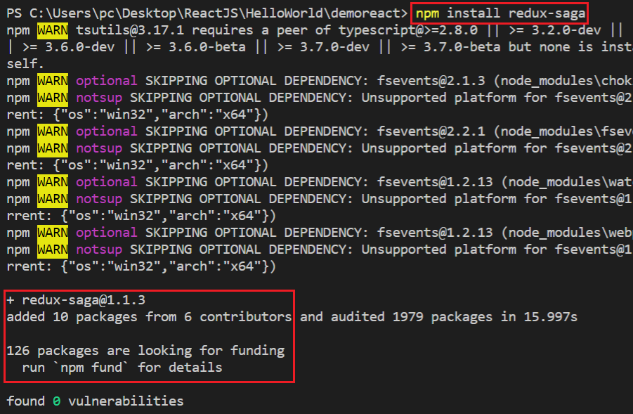 PS C:\Users\pc\Desktop\ReactJS\HelloWorld\demoreact> npm install redux-saga
npm WARN tsutils@3.17.1 requires a peer of typescript@>=2.8.0 || >= 3.2.0-dev ||
| >= 3.6.0-dev || >= 3.6.0-beta || >= 3.7.0-dev || >= 3.7.0-beta but none is inst
self.
npm WARN optional SKIPPING OPTIONAL DEPENDENCY: fsevents@2.1.3 (node_modules\chok
npm WARN notsup SKIPPING OPTIONAL DEPENDENCY: Unsupported platform for fsevents@2
rent: {"os":"win32","arch":"x64"})
npm WARN optional SKIPPING OPTIONAL DEPENDENCY: fsevents@2.2.1 (node_modules\fsev
npm WARN notsup SKIPPING OPTIONAL DEPENDENCY: Unsupported platform for fsevents@2
rent: {"os":"win32","arch":"x64"})
npm WARN optional SKIPPING OPTIONAL DEPENDENCY: fsevents@1.2.13 (node_modules\wat
npm WARN notsup SKIPPING OPTIONAL DEPENDENCY: Unsupported platform for fsevents@1
rrent: {"os":"win32","arch":"x64"})
npm WARN optional SKIPPING OPTIONAL DEPENDENCY: fsevents@1.2.13 (node_modules\web
npm WARN notsup SKIPPING OPTIONAL DEPENDENCY: Unsupported platform for fsevents@1
rrent: {"os":"win32","arch":"x64"})
+ redux-saga@1.1.3
added 10 packages from 6 contributors and audited 1979 packages in 15.997s
126 packages are looking for funding
run `npm fund` for details
found 0 vulnerabilities